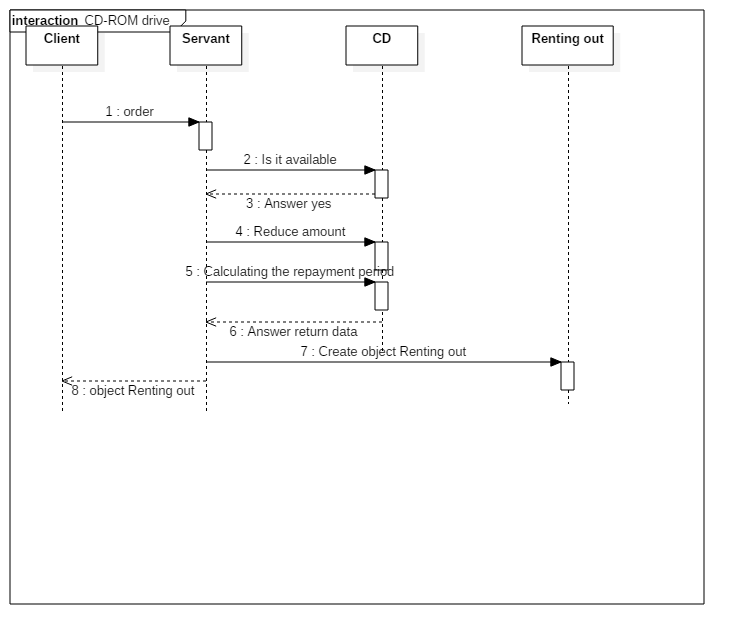 interaction CD-ROM drive
Client
Servant
CD
Renting out
1 : order
2 : Is it available
3 : Answer yes
4 : Reduce amount
5 : Calculating the repayment period
6 : Answer return data
7 : Create object Renting out
8 : object Renting out